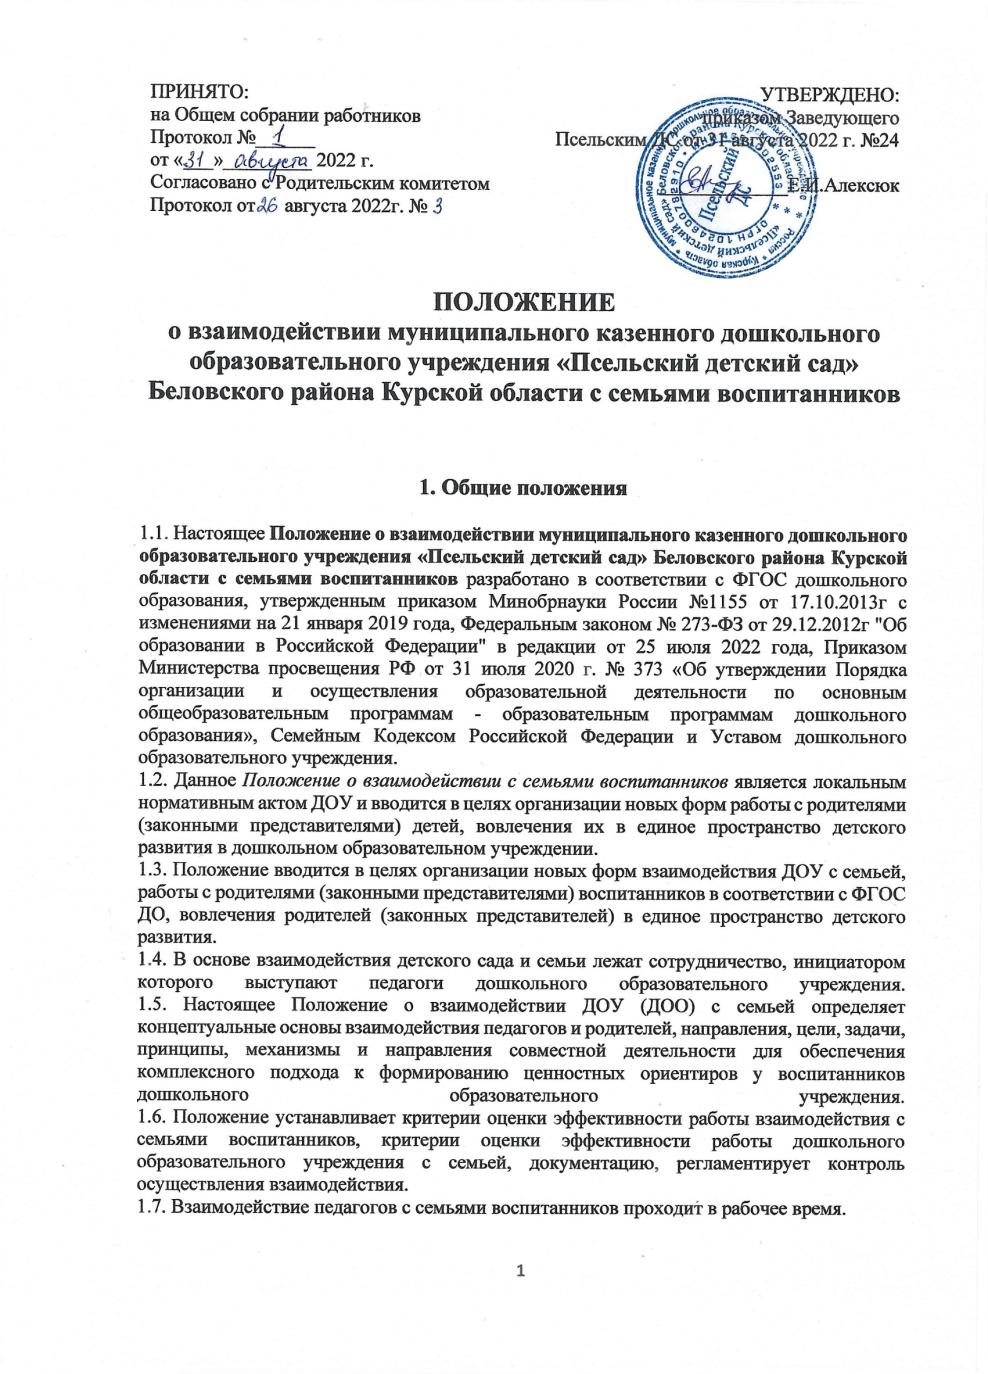 ПРИНЯТО:
на Общем собрании работников
Протокол № 1
от «31» августа 2022 г.
Согласовано с Родительским комитетом
Протокол от 26 августа 2022г. № 3
УТВЕРЖДЕНО:
приказом Заведующего
Псельским ДС от 31 августа 2022 г. №24
Е.И.Алексюк
Псельский
ДС
ПОЛОЖЕНИЕ
о взаимодействии муниципального казенного дошкольного
образовательного учреждения «Псельский детский сад»
Беловского района Курской области с семьями воспитанников
1. Общие положения
1.1. Настоящее Положение о взаимодействии муниципального казенного дошкольного
образовательного учреждения «Псельский детский сад» Беловского района Курской
области с семьями воспитанников разработано в соответствии с ФГОС дошкольного
образования, утвержденным приказом Минобрнауки России №1155 от 17.10.2013г с
изменениями на 21 января 2019 года, Федеральным законом № 273-ФЗ от 29.12.2012г "Об
образовании в Российской Федерации" в редакции от 25 июля 2022 года, Приказом
Министерства просвещения РФ от 31 июля 2020 г. № 373 «Об утверждении Порядка
организации и осуществления образовательной деятельности по основным
общеобразовательным программам - образовательным программам дошкольного
образования», Семейным Кодексом Российской Федерации и Уставом дошкольного
образовательного учреждения.
1.2. Данное Положение о взаимодействии с семьями воспитанников является локальным
нормативным актом ДОУ и вводится в целях организации новых форм работы с родителями
(законными представителями) детей, вовлечения их в единое пространство детского
развития в дошкольном образовательном учреждении.
1.3. Положение вводится в целях организации новых форм взаимодействия ДОУ с семьей,
работы с родителями (законными представителями) воспитанников в соответствии с ФГОС
ДО, вовлечения родителей (законных представителей) в единое пространство детского
развития.
1.4. В основе взаимодействия детского сада и семьи лежат сотрудничество, инициатором
которого выступают педагоги дошкольного образовательного учреждения.
1.5. Настоящее Положение о взаимодействии ДОУ (ДОО) с семьей определяет
концептуальные основы взаимодействия педагогов и родителей, направления, цели, задачи,
принципы, механизмы и направления совместной деятельности для обеспечения
комплексного подхода к формированию ценностных ориентиров у воспитанников
дошкольного образовательного учреждения.
1.6. Положение устанавливает критерии оценки эффективности работы взаимодействия с
семьями воспитанников, критерии оценки эффективности работы дошкольного
образовательного учреждения с семьей, документацию, регламентирует контроль
осуществления взаимодействия.
1.7. Взаимодействие педагогов с семьями воспитанников проходит в рабочее время.
1